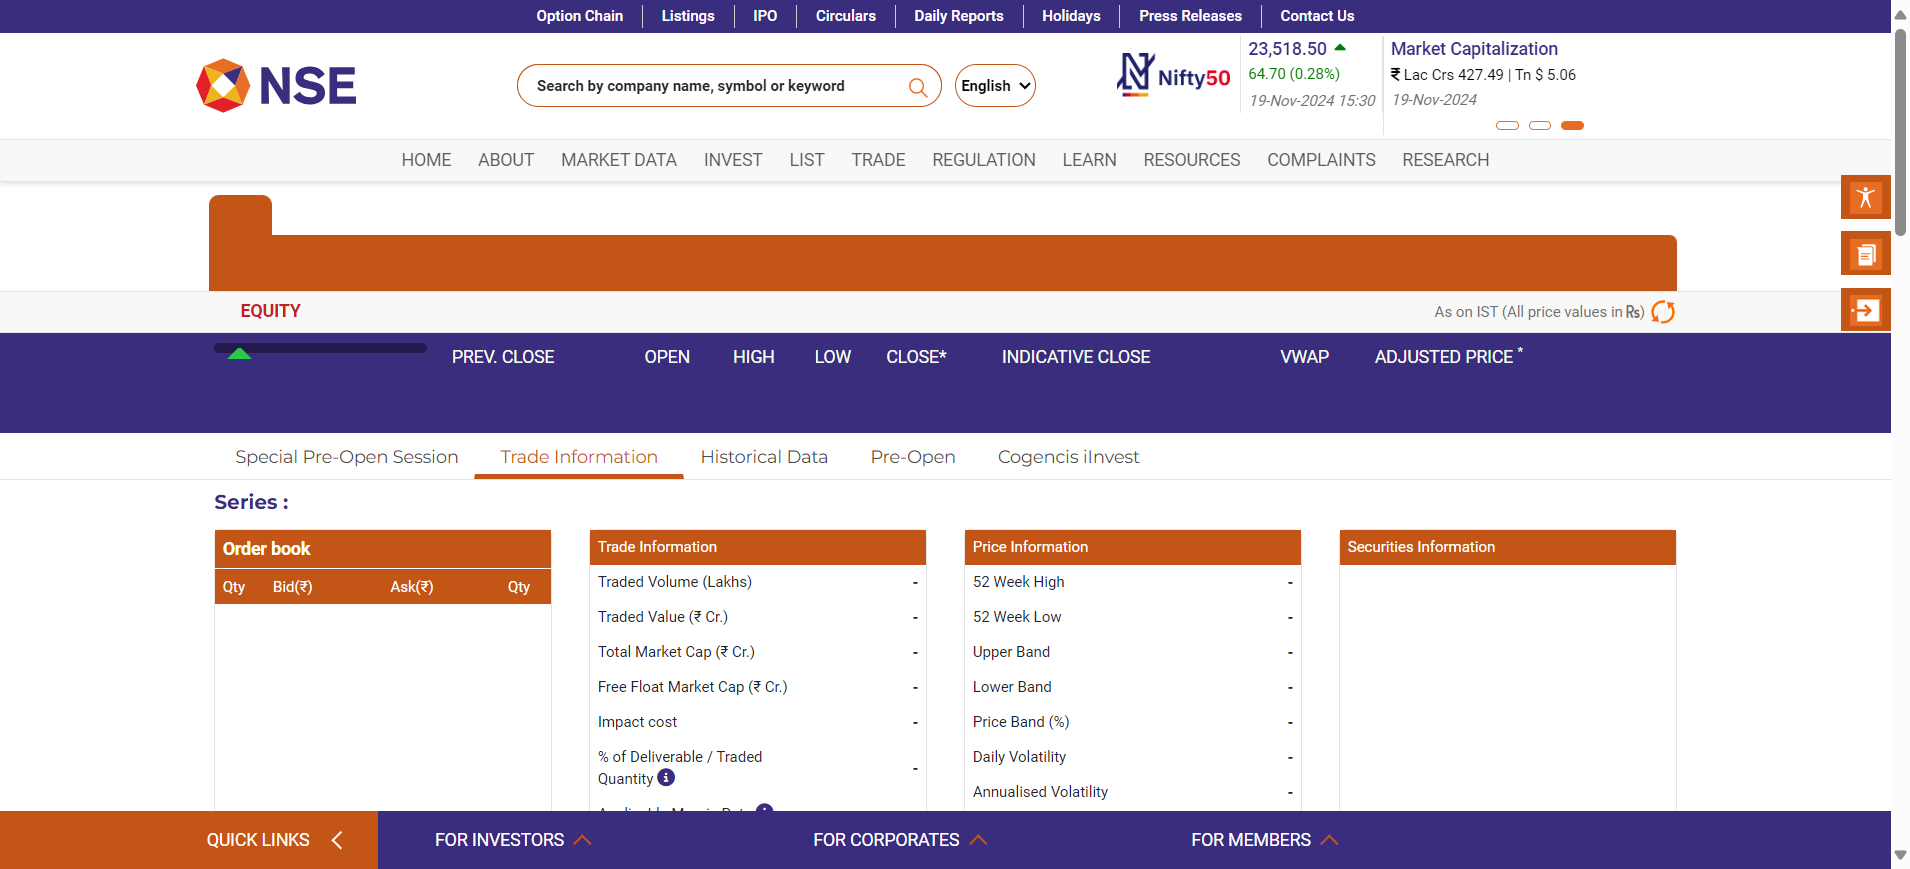 Option Chain
Listings
IPO
Circulars
Daily Reports
Holidays
Press Releases
Contact Us
NSE
Search by company name, symbol or keyword
English
Nifty50
23,518.50
64.70 (0.28%)
19-Nov-2024 15:30
Market Capitalization
₹ Lac Crs 427.49 | Tn $ 5.06
19-Nov-2024
HOME
ABOUT
MARKET DATA
INVEST
LIST
TRADE
REGULATION
LEARN
RESOURCES
COMPLAINTS
RESEARCH
EQUITY
As on IST (All price values in ₨)
PREV. CLOSE
OPEN
HIGH
LOW
CLOSE*
INDICATIVE CLOSE
VWAP
ADJUSTED PRICE *
Special Pre-Open Session
Trade Information
Historical Data
Pre-Open
Cogencis iInvest
Series :
Order book
Qty Bid(₹) Ask(₹) Qty
Trade Information
Traded Volume (Lakhs) -
Traded Value (₹ Cr.) -
Total Market Cap (₹ Cr.) -
Free Float Market Cap (₹ Cr.) -
Impact cost -
% of Deliverable / Traded
Quantity -
Price Information
52 Week High -
52 Week Low -
Upper Band -
Lower Band -
Price Band (%) -
Daily Volatility -
Annualised Volatility -
Securities Information
QUICK LINKS
FOR INVESTORS
FOR CORPORATES
FOR MEMBERS